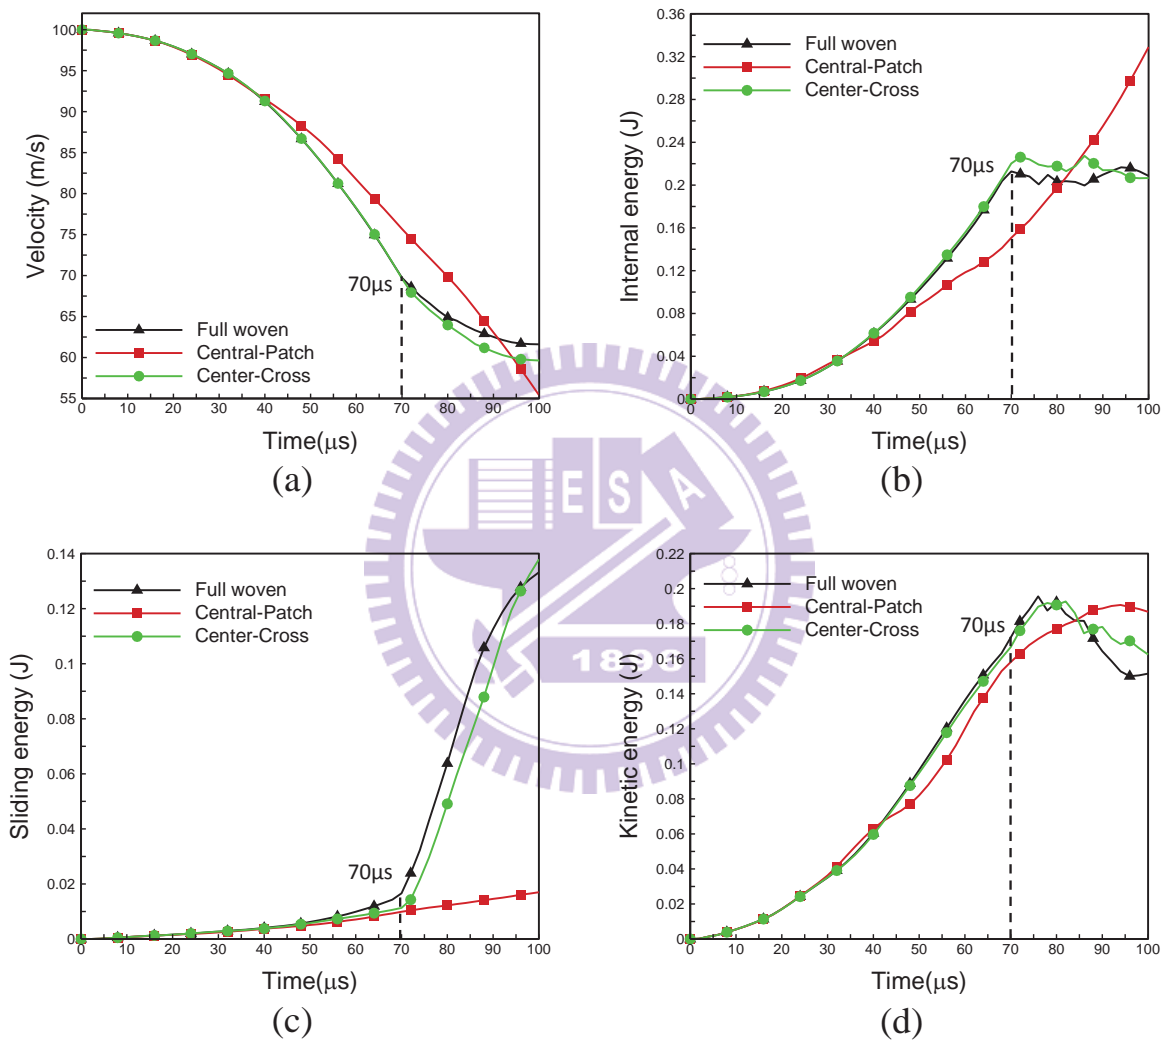 100
95
90
85
80
75
70
65
60
55
Velocity (m/s)
70μs
Full woven
Central-Patch
Center-Cross
0 10 20 30 40 50 60 70 80 90 100
Time(μs)
(a)
0.36
0.32
0.28
0.24
0.2
0.16
0.12
0.08
0.04
0
Internal energy (J)
Full woven
Central-Patch
Center-Cross
70μs
0 10 20 30 40 50 60 70 80 90 100
Time(μs)
(b)
E S A
1896
0.14
0.12
0.1
0.08
0.06
0.04
0.02
0
Sliding energy (J)
Full woven
Central-Patch
Center-Cross
70μs
0 10 20 30 40 50 60 70 80 90 100
Time(μs)
(c)
0.22
0.2
0.18
0.16
0.14
0.12
0.1
0.08
0.06
0.04
0.02
0
Kinetic energy (J)
Full woven
Central-Patch
Center-Cross
70μs
0 10 20 30 40 50 60 70 80 90 100
Time(μs)
(d)